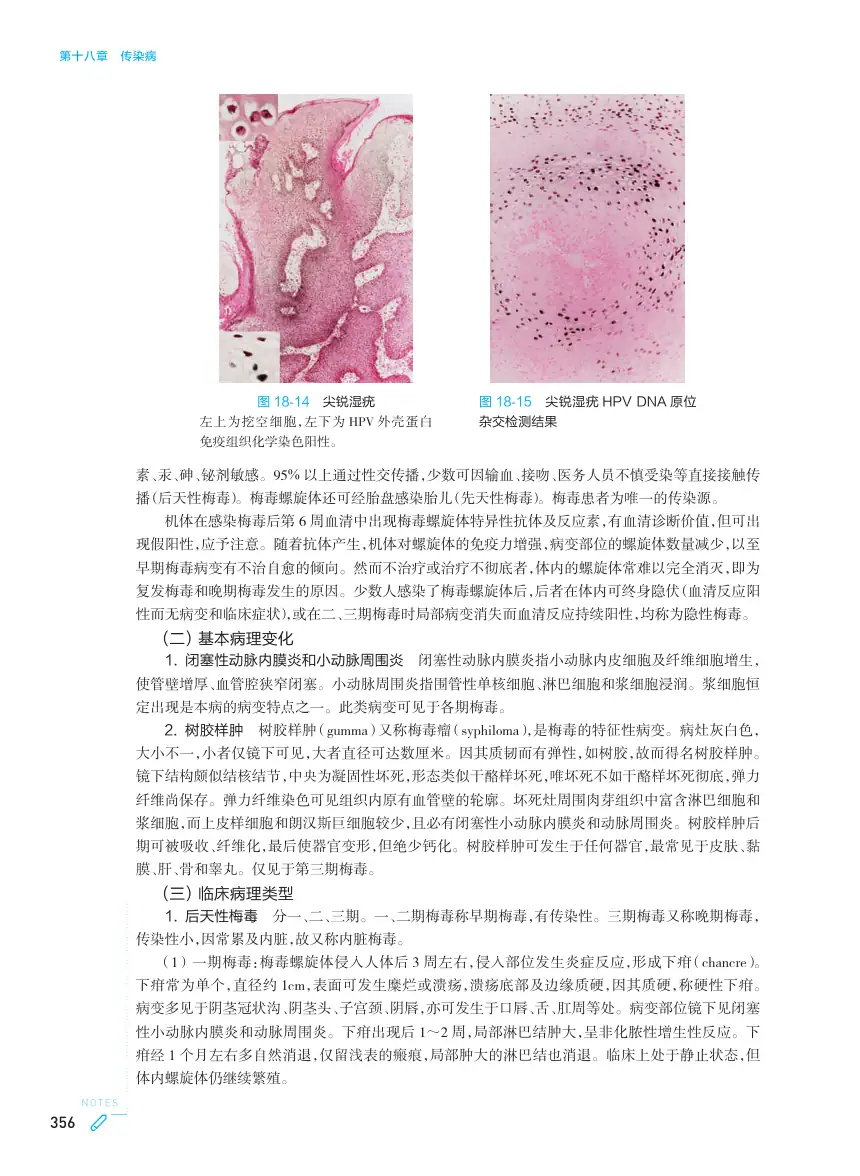 第十八章 传染病
图 18-14 尖锐湿疣
左上为挖空细胞,左下为 HPV 外壳蛋白
免疫组织化学染色阳性。
图 18-15 尖锐湿疣 HPV DNA 原位
杂交检测结果
素、汞、砷、铋剂敏感。95% 以上通过性交传播,少数可因输血、接吻、医务人员不慎受染等直接接触传
播(后天性梅毒)。梅毒螺旋体还可经胎盘感染胎儿(先天性梅毒)。梅毒患者为唯一的传染源。
机体在感染梅毒后第 6 周血清中出现梅毒螺旋体特异性抗体及反应素,有血清诊断价值,但可出
现假阳性,应予注意。随着抗体产生,机体对螺旋体的免疫力增强,病变部位的螺旋体数量减少,以至
早期梅毒病变有不治自愈的倾向。然而不治疗或治疗不彻底者,体内的螺旋体常难以完全消灭,即为
复发梅毒和晚期梅毒发生的原因。少数人感染了梅毒螺旋体后,后者在体内可终身隐伏(血清反应阳
性而无病变和临床症状),或在二、三期梅毒时局部病变消失而血清反应持续阳性,均称为隐性梅毒。
(二)基本病理变化
1. 闭塞性动脉内膜炎和小动脉周围炎 闭塞性动脉内膜炎指小动脉内皮细胞及纤维细胞增生,
使管壁增厚、血管腔狭窄闭塞。小动脉周围炎指围管性单核细胞、淋巴细胞和浆细胞浸润。浆细胞恒
定出现是本病的病变特点之一。此类病变可见于各期梅毒。
2. 树胶样肿 树胶样肿(gumma)又称梅毒瘤(syphiloma),是梅毒的特征性病变。病灶灰白色,
大小不一,小者仅镜下可见,大者直径可达数厘米。因其质韧而有弹性,如树胶,故而得名树胶样肿。
镜下结构颇似结核结节,中央为凝固性坏死,形态类似干酪样坏死,唯坏死不如干酪样坏死彻底,弹力
纤维尚保存。弹力纤维染色可见组织内原有血管壁的轮廓。坏死灶周围肉芽组织中富含淋巴细胞和
浆细胞,而上皮样细胞和朗汉斯巨细胞较少,且必有闭塞性小动脉内膜炎和动脉周围炎。树胶样肿后
期可被吸收、纤维化,最后使器官变形,但绝少钙化。树胶样肿可发生于任何器官,最常见于皮肤、黏
膜、肝、骨和睾丸。仅见于第三期梅毒。
(三)临床病理类型
1. 后天性梅毒 分一、二、三期。一、二期梅毒称早期梅毒,有传染性。三期梅毒又称晚期梅毒,
传染性小,因常累及内脏,故又称内脏梅毒。
(1)一期梅毒:梅毒螺旋体侵入人体后 3 周左右,侵入部位发生炎症反应,形成下疳(chancre)。
下疳常为单个,直径约 1cm,表面可发生糜烂或溃疡,溃疡底部及边缘质硬,因其质硬,称硬性下疳。
病变多见于阴茎冠状沟、阴茎头、子宫颈、阴唇,亦可发生于口唇、舌、肛周等处。病变部位镜下见闭塞
性小动脉内膜炎和动脉周围炎。下疳出现后 1~2 周,局部淋巴结肿大,呈非化脓性增生性反应。下
疳经 1 个月左右多自然消退,仅留浅表的瘢痕,局部肿大的淋巴结也消退。临床上处于静止状态,但
体内螺旋体仍继续繁殖。
NOTES
356